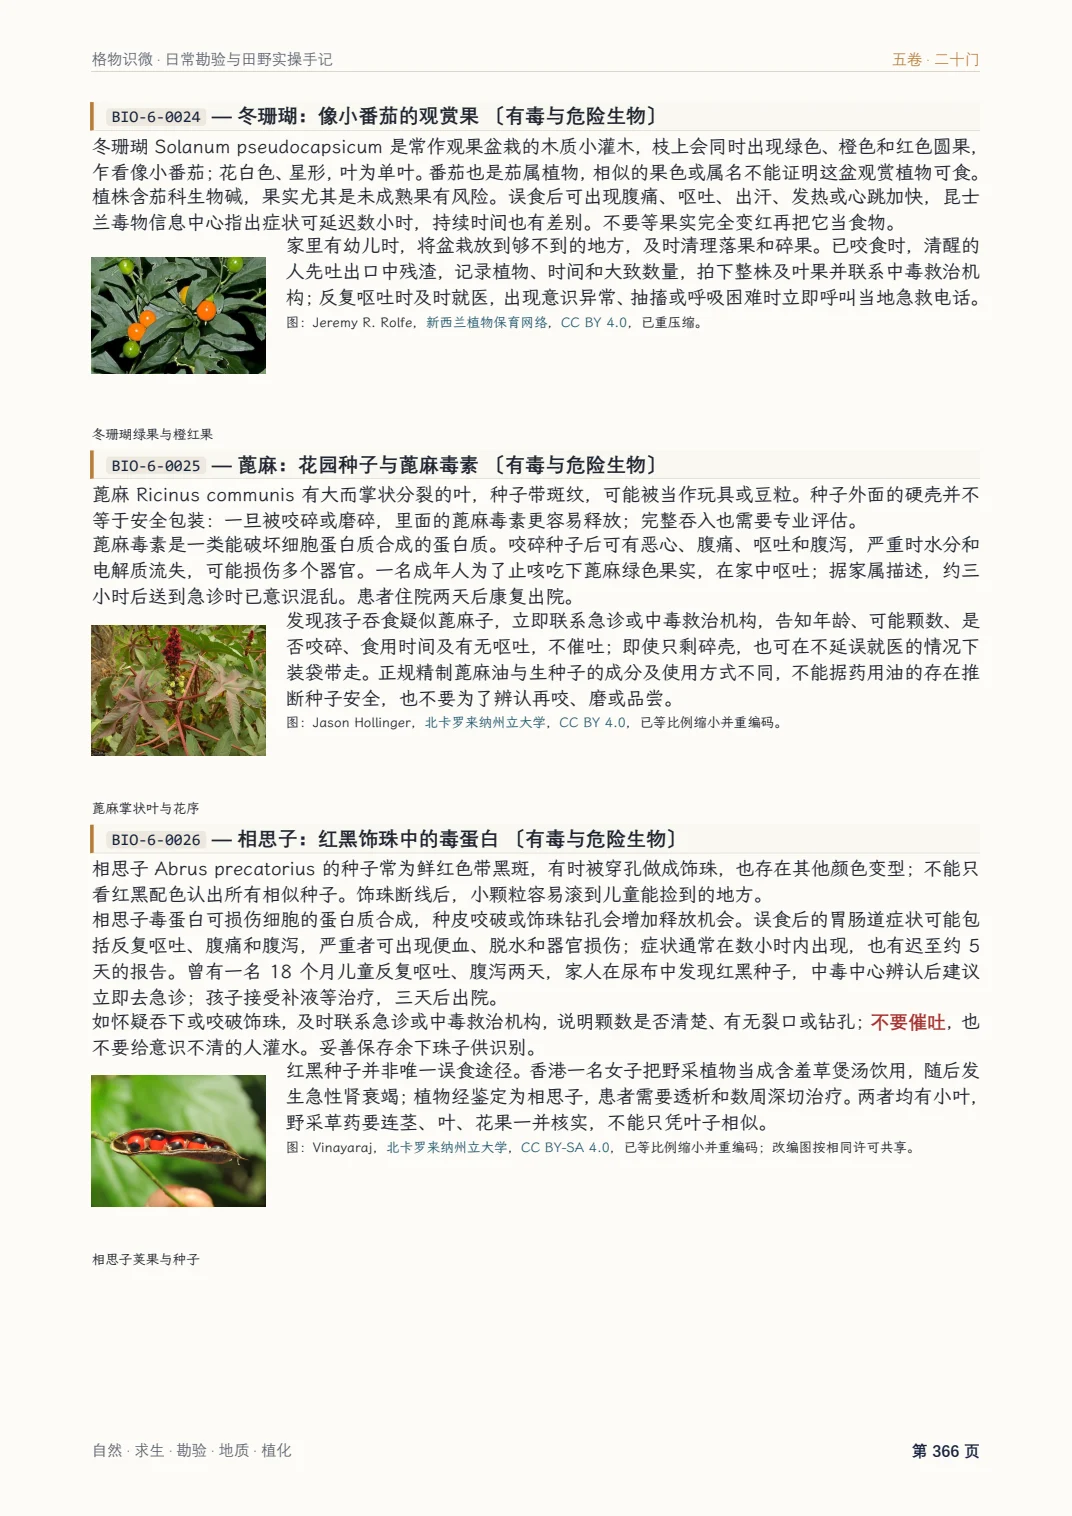 格物识微 · 日常勘验与田野实操手记
五卷 · 二十门
BIO-6-0024 — 冬珊瑚：像小番茄的观赏果 〔有毒与危险生物〕
冬珊瑚 Solanum pseudocapsicum 是常作观果盆栽的木质小灌木，枝上会同时出现绿色、橙色和红色圆果，
乍看像小番茄；花白色、星形，叶为单叶。番茄也是茄属植物，相似的果色或属名不能证明这盆观赏植物可食。
植株含茄科生物碱，果实尤其是未成熟果有风险。误食后可出现腹痛、呕吐、出汗、发热或心跳加快，昆士
兰毒物信息中心指出症状可延迟数小时，持续时间也有差别。不要等果实完全变红再把它当食物。
家里有幼儿时，将盆栽放到够不到的地方，及时清理落果和碎果。已咬食时，清醒的
人先吐出口中残渣，记录植物、时间和大致数量，拍下整株及叶果并联系中毒救治机
构；反复呕吐时及时就医，出现意识异常、抽搐或呼吸困难时立即呼叫当地急救电话。
图：Jeremy R. Rolfe，新西兰植物保育网络，CC BY 4.0，已重压缩。
冬珊瑚绿果与橙红果
BIO-6-0025 — 蓖麻：花园种子与蓖麻毒素 〔有毒与危险生物〕
蓖麻 Ricinus communis 有大而掌状分裂的叶，种子带斑纹，可能被当作玩具或豆粒。种子外面的硬壳并不
等于安全包装：一旦被咬碎或磨碎，里面的蓖麻毒素更容易释放；完整吞入也需要专业评估。
蓖麻毒素是一类能破坏细胞蛋白质合成的蛋白质。咬碎种子后可有恶心、腹痛、呕吐和腹泻，严重时水分和
电解质流失，可能损伤多个器官。一名成年人为了止咳吃下蓖麻绿色果实，在家中呕吐；据家属描述，约三
小时后送到急诊时已意识混乱。患者住院两天后康复出院。
发现孩子吞食疑似蓖麻子，立即联系急诊或中毒救治机构，告知年龄、可能颗数、是
否咬碎、食用时间及有无呕吐，不催吐；即使只剩碎壳，也可在不延误就医的情况下
装袋带走。正规精制蓖麻油与生种子的成分及使用方式不同，不能据药用油的存在推
断种子安全，也不要为了辨认再咬、磨或品尝。
图：Jason Hollinger，北卡罗来纳州立大学，CC BY 4.0，已等比例缩小并重编码。
蓖麻掌状叶与花序
BIO-6-0026 — 相思子：红黑饰珠中的毒蛋白 〔有毒与危险生物〕
相思子 Abrus precatorius 的种子常为鲜红色带黑斑，有时被穿孔做成饰珠，也存在其他颜色变型；不能只
看红黑配色认出所有相似种子。饰珠断线后，小颗粒容易滚到儿童能捡到的地方。
相思子毒蛋白可损伤细胞的蛋白质合成，种皮咬破或饰珠钻孔会增加释放机会。误食后的胃肠道症状可能包
括反复呕吐、腹痛和腹泻，严重者可出现便血、脱水和器官损伤；症状通常在数小时内出现，也有迟至约 5
天的报告。曾有一名 18 个月儿童反复呕吐、腹泻两天，家人在尿布中发现红黑种子，中毒中心辨认后建议
立即去急诊；孩子接受补液等治疗，三天后出院。
如怀疑吞下或咬破饰珠，及时联系急诊或中毒救治机构，说明颗数是否清楚、有无裂口或钻孔；不要催吐，也
不要给意识不清的人灌水。妥善保存余下珠子供识别。
红黑种子并非唯一误食途径。香港一名女子把野采植物当成含羞草煲汤饮用，随后发
生急性肾衰竭；植物经鉴定为相思子，患者需要透析和数周深切治疗。两者均有小叶，
野采草药要连茎、叶、花果一并核实，不能只凭叶子相似。
图：Vinayaraj，北卡罗来纳州立大学，CC BY-SA 4.0，已等比例缩小并重编码；改编图按相同许可共享。
相思子荚果与种子
自然 · 求生 · 勘验 · 地质 · 植化
第 366 页